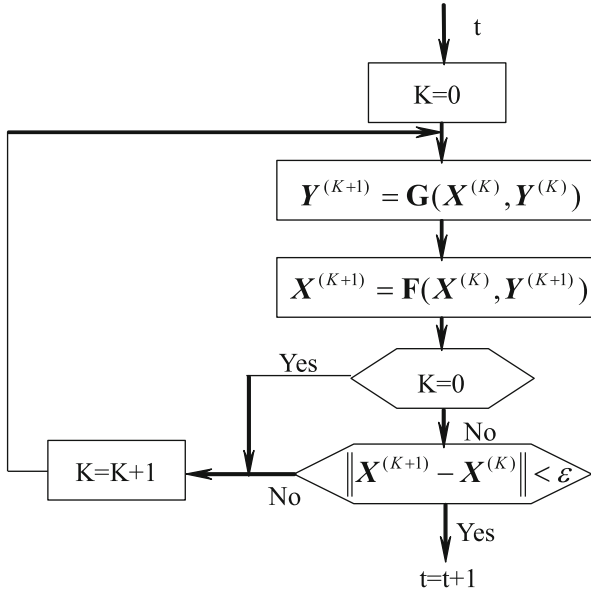 t
K=0
Y^(K+1) = G(X^(K), Y^(K))
X^(K+1) = F(X^(K), Y^(K+1))
Yes
K=0
No
K=K+1
‖X^(K+1) − X^(K)‖ < ε
No
Yes
t=t+1